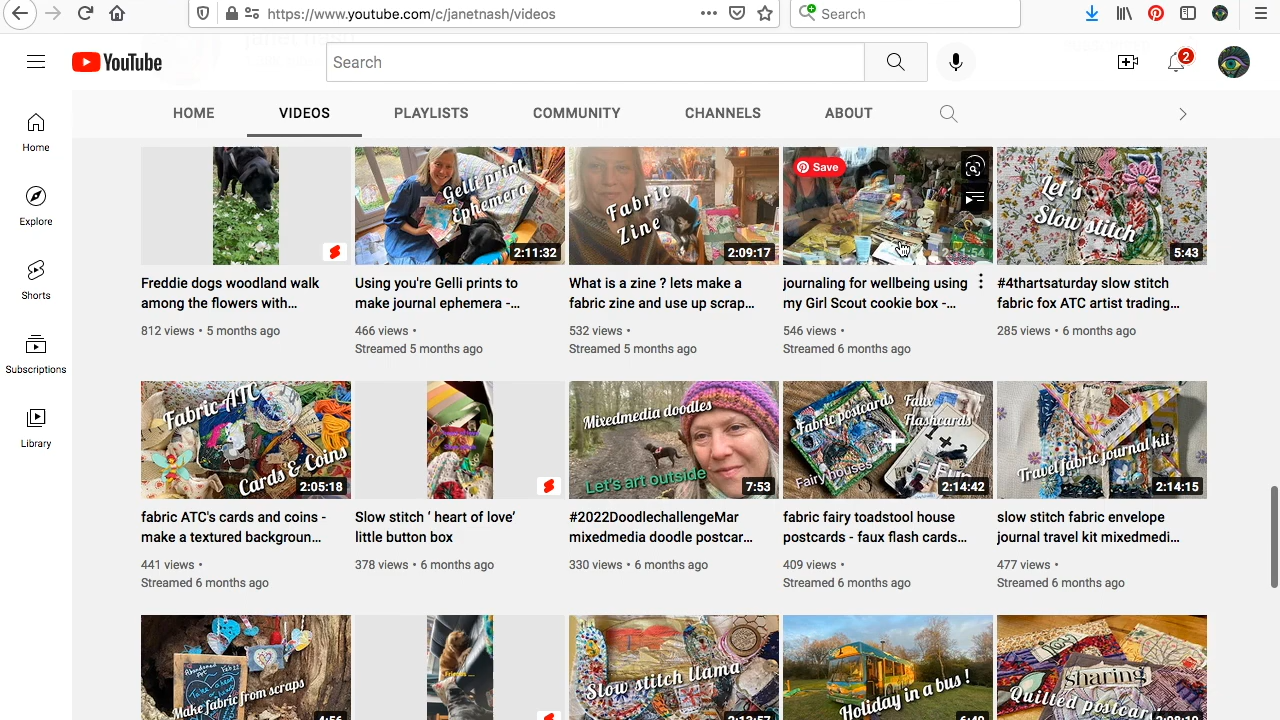 https://www.youtube.com/c/janetnash/videos
Search
YouTube
Search
2
HOME VIDEOS PLAYLISTS COMMUNITY CHANNELS ABOUT
Home
Explore
Shorts
Subscriptions
Library
Gelli print
Ephemera
2:11:32
Fabric
Zine
2:09:17
Save
Let's
Slow stitch
5:43
Freddie dogs woodland walk
among the flowers with...
812 views • 5 months ago
Using you're Gelli prints to
make journal ephemera -...
466 views •
Streamed 5 months ago
What is a zine ? lets make a
fabric zine and use up scrap...
532 views •
Streamed 5 months ago
journaling for wellbeing using
my Girl Scout cookie box -...
546 views •
Streamed 6 months ago
#4thartsaturday slow stitch
fabric fox ATC artist trading...
285 views • 6 months ago
Fabric ATC
Cards & Coins
2:05:18
Mixedmedia doodles
Let's art outside
7:53
Fabric postcards
Faux
Flashcards
+
Fairy houses
2:14:42
Travel fabric journal kit
2:14:15
fabric ATC's cards and coins -
make a textured backgroun...
441 views •
Streamed 6 months ago
Slow stitch ‘ heart of love’
little button box
378 views • 6 months ago
#2022DoodlechallengeMar
mixedmedia doodle postcar...
330 views • 6 months ago
fabric fairy toadstool house
postcards - faux flash cards...
409 views •
Streamed 6 months ago
slow stitch fabric envelope
journal travel kit mixedmedi...
477 views •
Streamed 6 months ago
Make fabric from scraps
Slow stitch llama
Holiday in a bus !
sharing
Quilted postcar